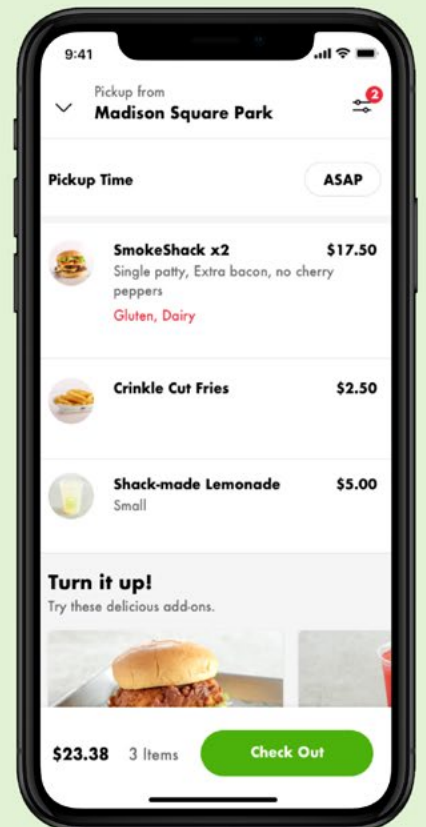 9:41
Pickup from
Madison Square Park
2
Pickup Time
ASAP
SmokeShack x2
$17.50
Single patty, Extra bacon, no cherry
peppers
Gluten, Dairy
Crinkle Cut Fries
$2.50
Shack-made Lemonade
$5.00
Small
Turn it up!
Try these delicious add-ons.
$23.38
3 Items
Check Out